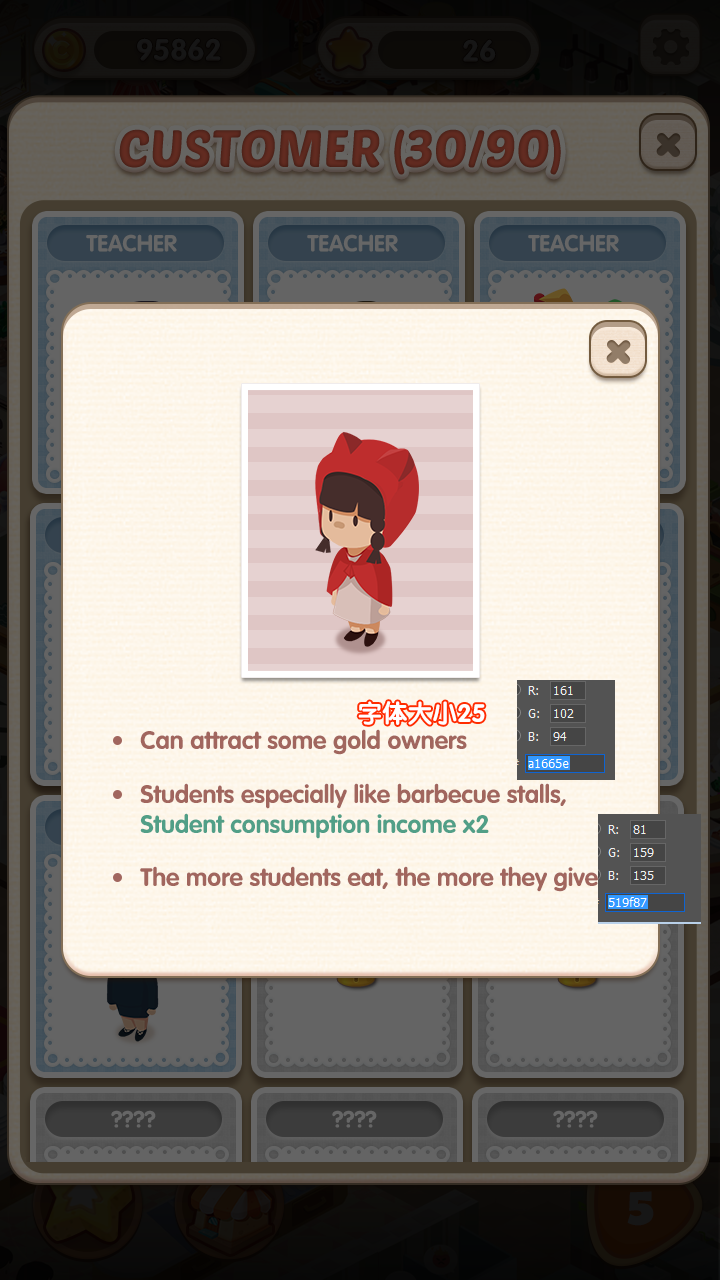 95862
26
CUSTOMER (30/90)
TEACHER
TEACHER
TEACHER
字体大小25
R: 161
G: 102
B: 94
a1665e
• Can attract some gold owners
• Students especially like barbecue stalls,
Student consumption income x2
R: 81
G: 159
B: 135
519f87
• The more students eat, the more they give
????
????
????
5